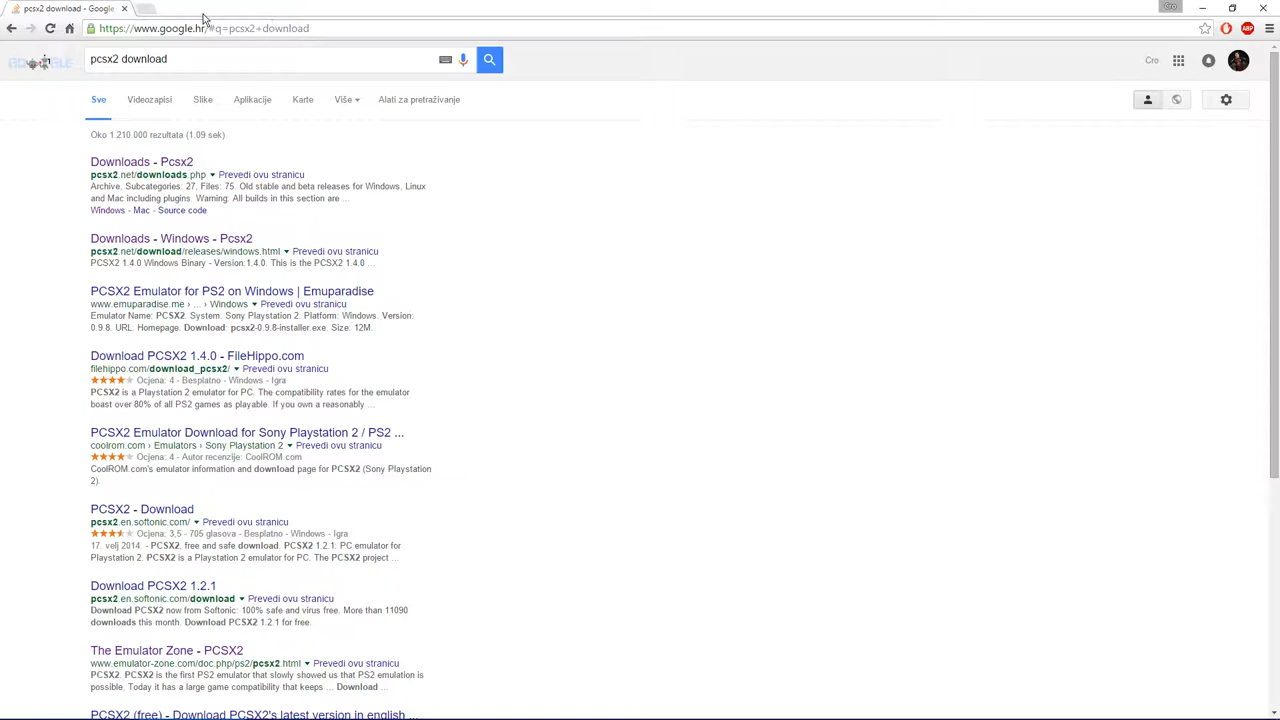 pcsx2 download - Google
Cro
https://www.google.hr/#q=pcsx2+download
ABP
pcsx2 download
Cro
Sve Videozapisi Slike Aplikacije Karte Više Alati za pretraživanje
Oko 1.210.000 rezultata (1,09 sek)
Downloads - Pcsx2
pcsx2.net/downloads.php Prevedi ovu stranicu
Archive, Subcategories: 27, Files: 75. Old stable and beta releases for Windows, Linux
and Mac including plugins. Warning: All builds in this section are ...
Windows - Mac - Source code
Downloads - Windows - Pcsx2
pcsx2.net/download/releases/windows.html Prevedi ovu stranicu
PCSX2 1.4.0 Windows Binary - Version:1.4.0. This is the PCSX2 1.4.0 ...
PCSX2 Emulator for PS2 on Windows | Emuparadise
www.emuparadise.me › ... › Windows Prevedi ovu stranicu
Emulator Name: PCSX2. System: Sony Playstation 2. Platform: Windows. Version:
0.9.8. URL: Homepage. Download: pcsx2-0.9.8-installer.exe. Size: 12M.
Download PCSX2 1.4.0 - FileHippo.com
filehippo.com/download_pcsx2/ Prevedi ovu stranicu
Ocjena: 4 - Besplatno - Windows - Igra
PCSX2 is a Playstation 2 emulator for PC. The compatibility rates for the emulator
boast over 80% of all PS2 games as playable. If you own a reasonably ...
PCSX2 Emulator Download for Sony Playstation 2 / PS2 ...
coolrom.com › Emulators › Sony Playstation 2 Prevedi ovu stranicu
Ocjena: 4 - Autor recenzije: CoolROM.com
CoolROM.com's emulator information and download page for PCSX2 (Sony Playstation
2).
PCSX2 - Download
pcsx2.en.softonic.com/ Prevedi ovu stranicu
Ocjena: 3,5 - 705 glasova - Besplatno - Windows - Igra
17. velj 2014. - PCSX2, free and safe download. PCSX2 1.2.1: PC emulator for
Playstation 2. PCSX2 is a Playstation 2 emulator for PC. The PCSX2 project ...
Download PCSX2 1.2.1
pcsx2.en.softonic.com/download Prevedi ovu stranicu
Download PCSX2 now from Softonic: 100% safe and virus free. More than 11090
downloads this month. Download PCSX2 1.2.1 for free.
The Emulator Zone - PCSX2
www.emulator-zone.com/doc.php/ps2/pcsx2.html Prevedi ovu stranicu
PCSX2. PCSX2 is the first PS2 emulator that slowly showed us that PS2 emulation is
possible. Today it has a large game compatibility that keeps ... Download ...
PCSX2 (free) - Download PCSX2's latest version in english ...